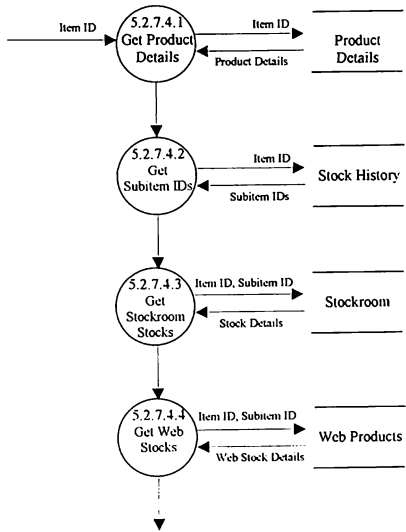 Item ID
5.2.7.4.1
Get Product
Details
Item ID
Product Details
Product
Details
5.2.7.4.2
Get
Subitem IDs
Item ID
Subitem IDs
Stock History
5.2.7.4.3
Get
Stockroom
Stocks
Item ID, Subitem ID
Stock Details
Stockroom
5.2.7.4.4
Get Web
Stocks
Item ID, Subitem ID
Web Stock Details
Web Products